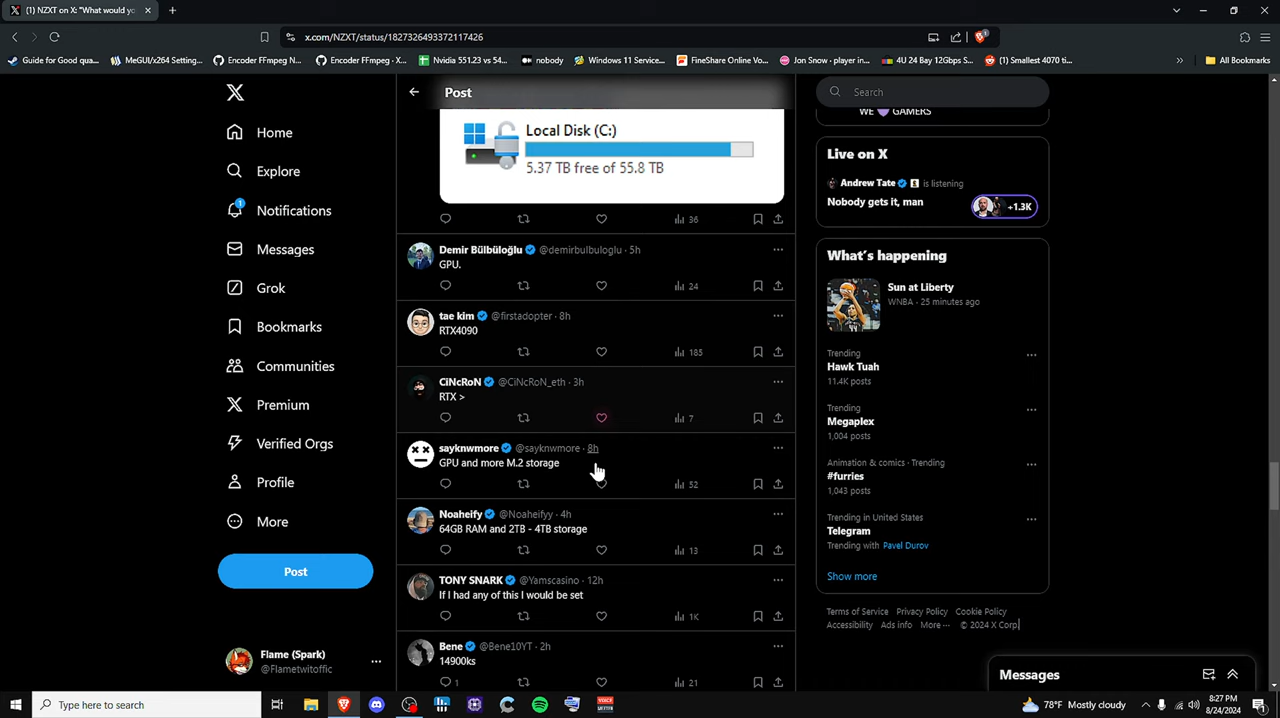 (1) NZXT on X: "What would yo
x.com/NZXT/status/1827326493372117426
Guide for Good qua...
MeGUI/x264 Setting...
Encoder FFmpeg N...
Encoder FFmpeg · X...
Nvidia 551.23 vs 54...
nobody
Windows 11 Service...
FineShare Online Vo...
Jon Snow - player in...
4U 24 Bay 12Gbps S...
(1) Smallest 4070 ti...
All Bookmarks
Home
Explore
1
Notifications
Messages
Grok
Bookmarks
Communities
Premium
Verified Orgs
Profile
More
Post
Flame (Spark)
@Flametwitoffic
Post
Local Disk (C:)
5.37 TB free of 55.8 TB
36
Demir Bülbüloğlu @demirbulbuloglu · 5h
GPU.
24
tae kim @firstadopter · 8h
RTX4090
185
CiNcRoN @CiNcRoN_eth · 3h
RTX >
7
sayknwmore @sayknwmore · 8h
GPU and more M.2 storage
52
Noaheify @Noaheifyy · 4h
64GB RAM and 2TB - 4TB storage
13
TONY SNARK @Yamscasino · 12h
If I had any of this I would be set
1K
Bene @Bene10YT · 2h
14900ks
1
21
Search
WE 💜 GAMERS
Live on X
Andrew Tate is listening
Nobody gets it, man
+1.3K
What's happening
Sun at Liberty
WNBA · 25 minutes ago
Trending
Hawk Tuah
11.4K posts
Trending
Megaplex
1,004 posts
Animation & comics · Trending
#furries
1,043 posts
Trending in United States
Telegram
Trending with Pavel Durov
Show more
Terms of Service Privacy Policy Cookie Policy
Accessibility Ads info More ··· © 2024 X Corp
Messages
Type here to search
78°F Mostly cloudy
8:27 PM
8/24/2024